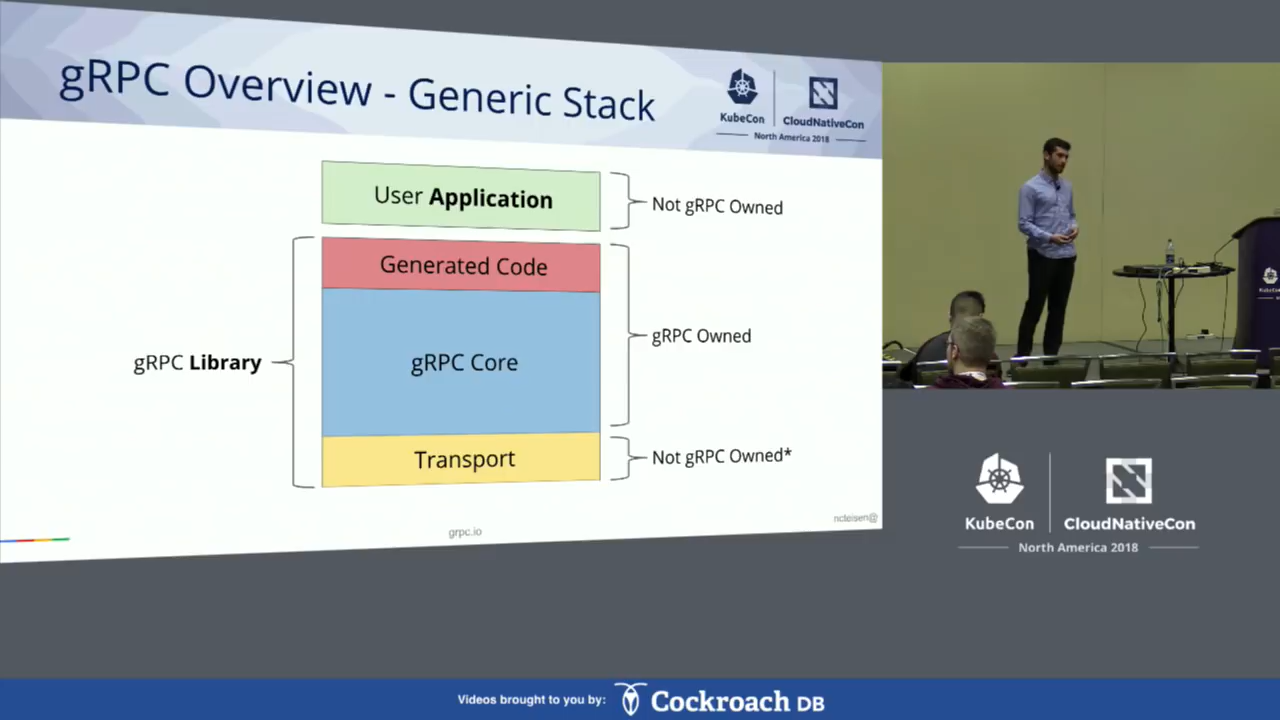 gRPC Overview - Generic Stack
KubeCon
CloudNativeCon
North America 2018
User Application
Not gRPC Owned
Generated Code
gRPC Library
gRPC Core
gRPC Owned
Transport
Not gRPC Owned*
grpc.io
ncteisen@
KubeCon
CloudNativeCon
North America 2018
Videos brought to you by:
Cockroach DB